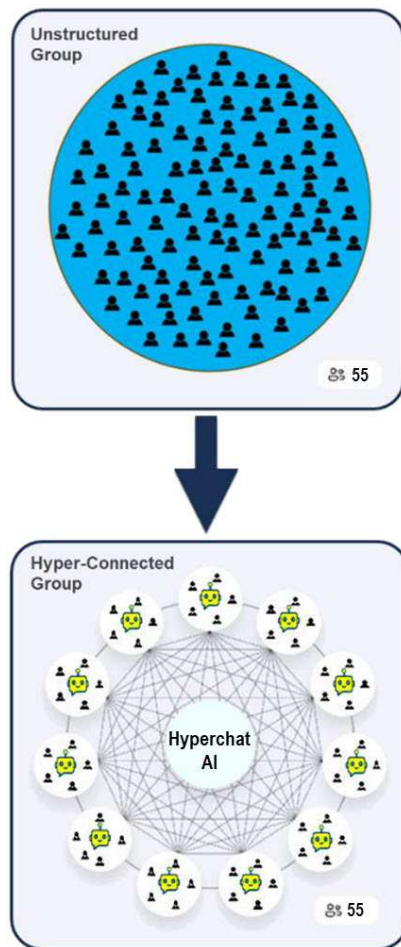 Unstructured
Group
55
Hyper-Connected
Group
Hyperchat
AI
55